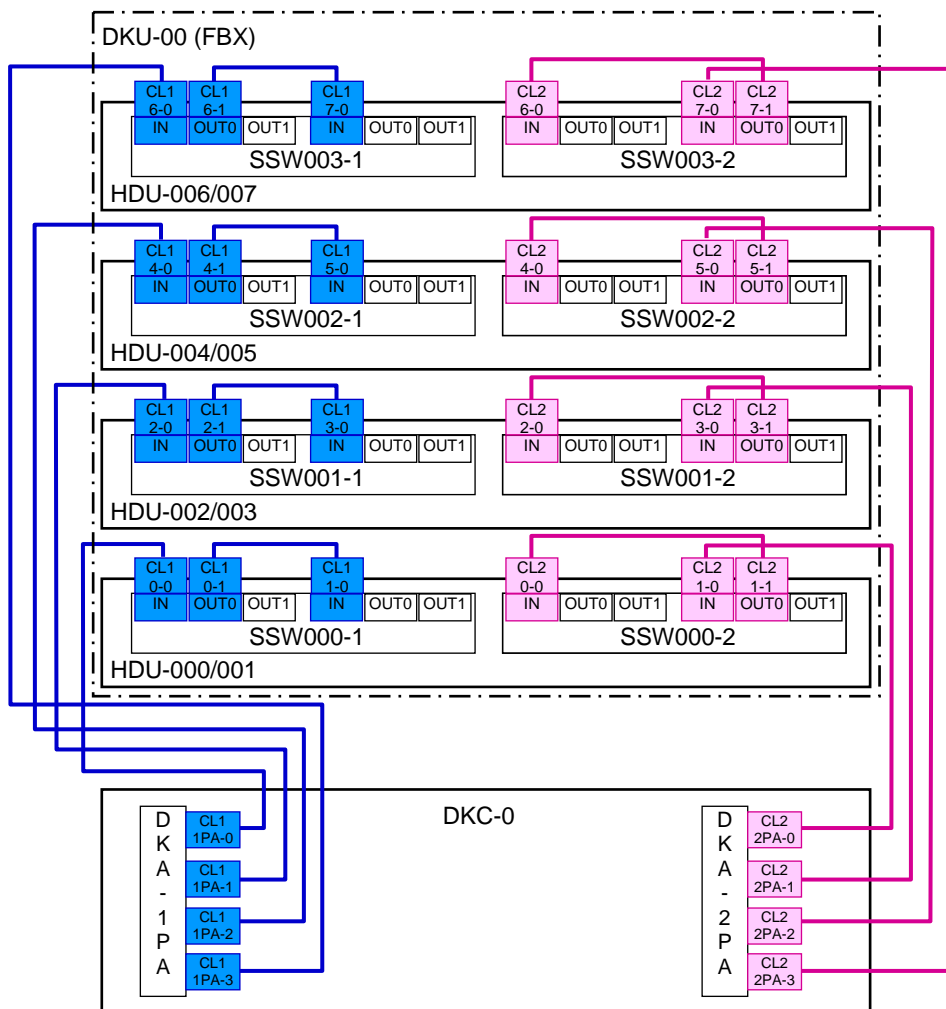 DKU-00 (FBX)
CL1 CL1 CL1 CL2 CL2 CL2
6-0 6-1 7-0 6-0 7-0 7-1
IN OUT0 OUT1 IN OUT0 OUT1 IN OUT0 OUT1 IN OUT0 OUT1
SSW003-1 SSW003-2
HDU-006/007
CL1 CL1 CL1 CL2 CL2 CL2
4-0 4-1 5-0 4-0 5-0 5-1
IN OUT0 OUT1 IN OUT0 OUT1 IN OUT0 OUT1 IN OUT0 OUT1
SSW002-1 SSW002-2
HDU-004/005
CL1 CL1 CL1 CL2 CL2 CL2
2-0 2-1 3-0 2-0 3-0 3-1
IN OUT0 OUT1 IN OUT0 OUT1 IN OUT0 OUT1 IN OUT0 OUT1
SSW001-1 SSW001-2
HDU-002/003
CL1 CL1 CL1 CL2 CL2 CL2
0-0 0-1 1-0 0-0 1-0 1-1
IN OUT0 OUT1 IN OUT0 OUT1 IN OUT0 OUT1 IN OUT0 OUT1
SSW000-1 SSW000-2
HDU-000/001
DKC-0
DKA-1PA
CL1
1PA-0
CL1
1PA-1
CL1
1PA-2
CL1
1PA-3
DKA-2PA
CL2
2PA-0
CL2
2PA-1
CL2
2PA-2
CL2
2PA-3